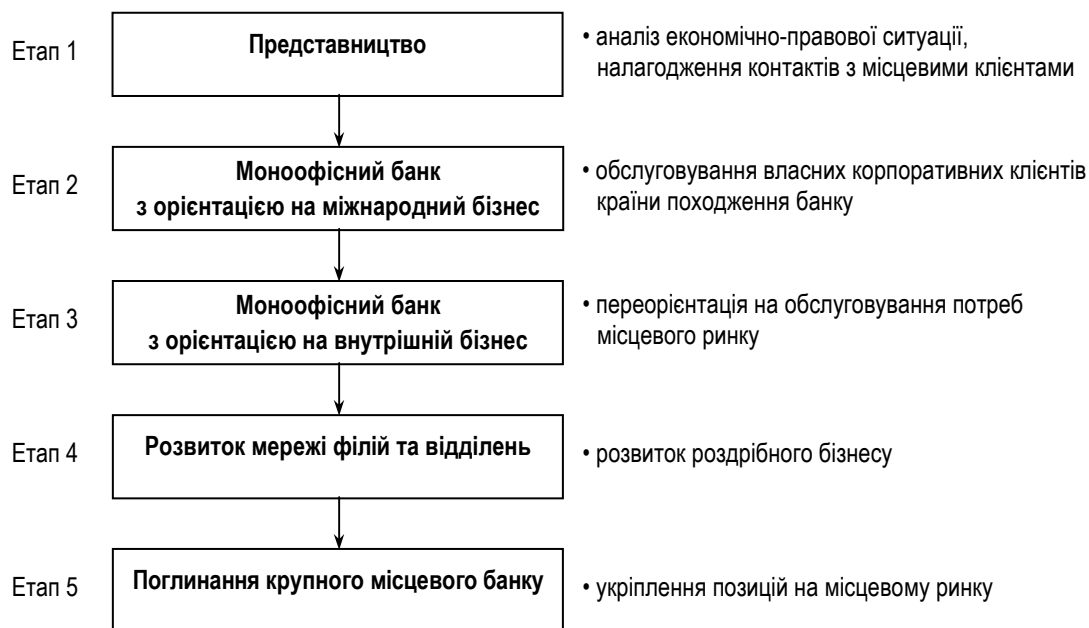 Етап 1
Представництво
• аналіз економічно-правової ситуації,
налагодження контактів з місцевими клієнтами
Етап 2
Моноофісний банк
з орієнтацією на міжнародний бізнес
• обслуговування власних корпоративних клієнтів
країни походження банку
Етап 3
Моноофісний банк
з орієнтацією на внутрішній бізнес
• переорієнтація на обслуговування потреб
місцевого ринку
Етап 4
Розвиток мережі філій та відділень
• розвиток роздрібного бізнесу
Етап 5
Поглинання крупного місцевого банку
• укріплення позицій на місцевому ринку